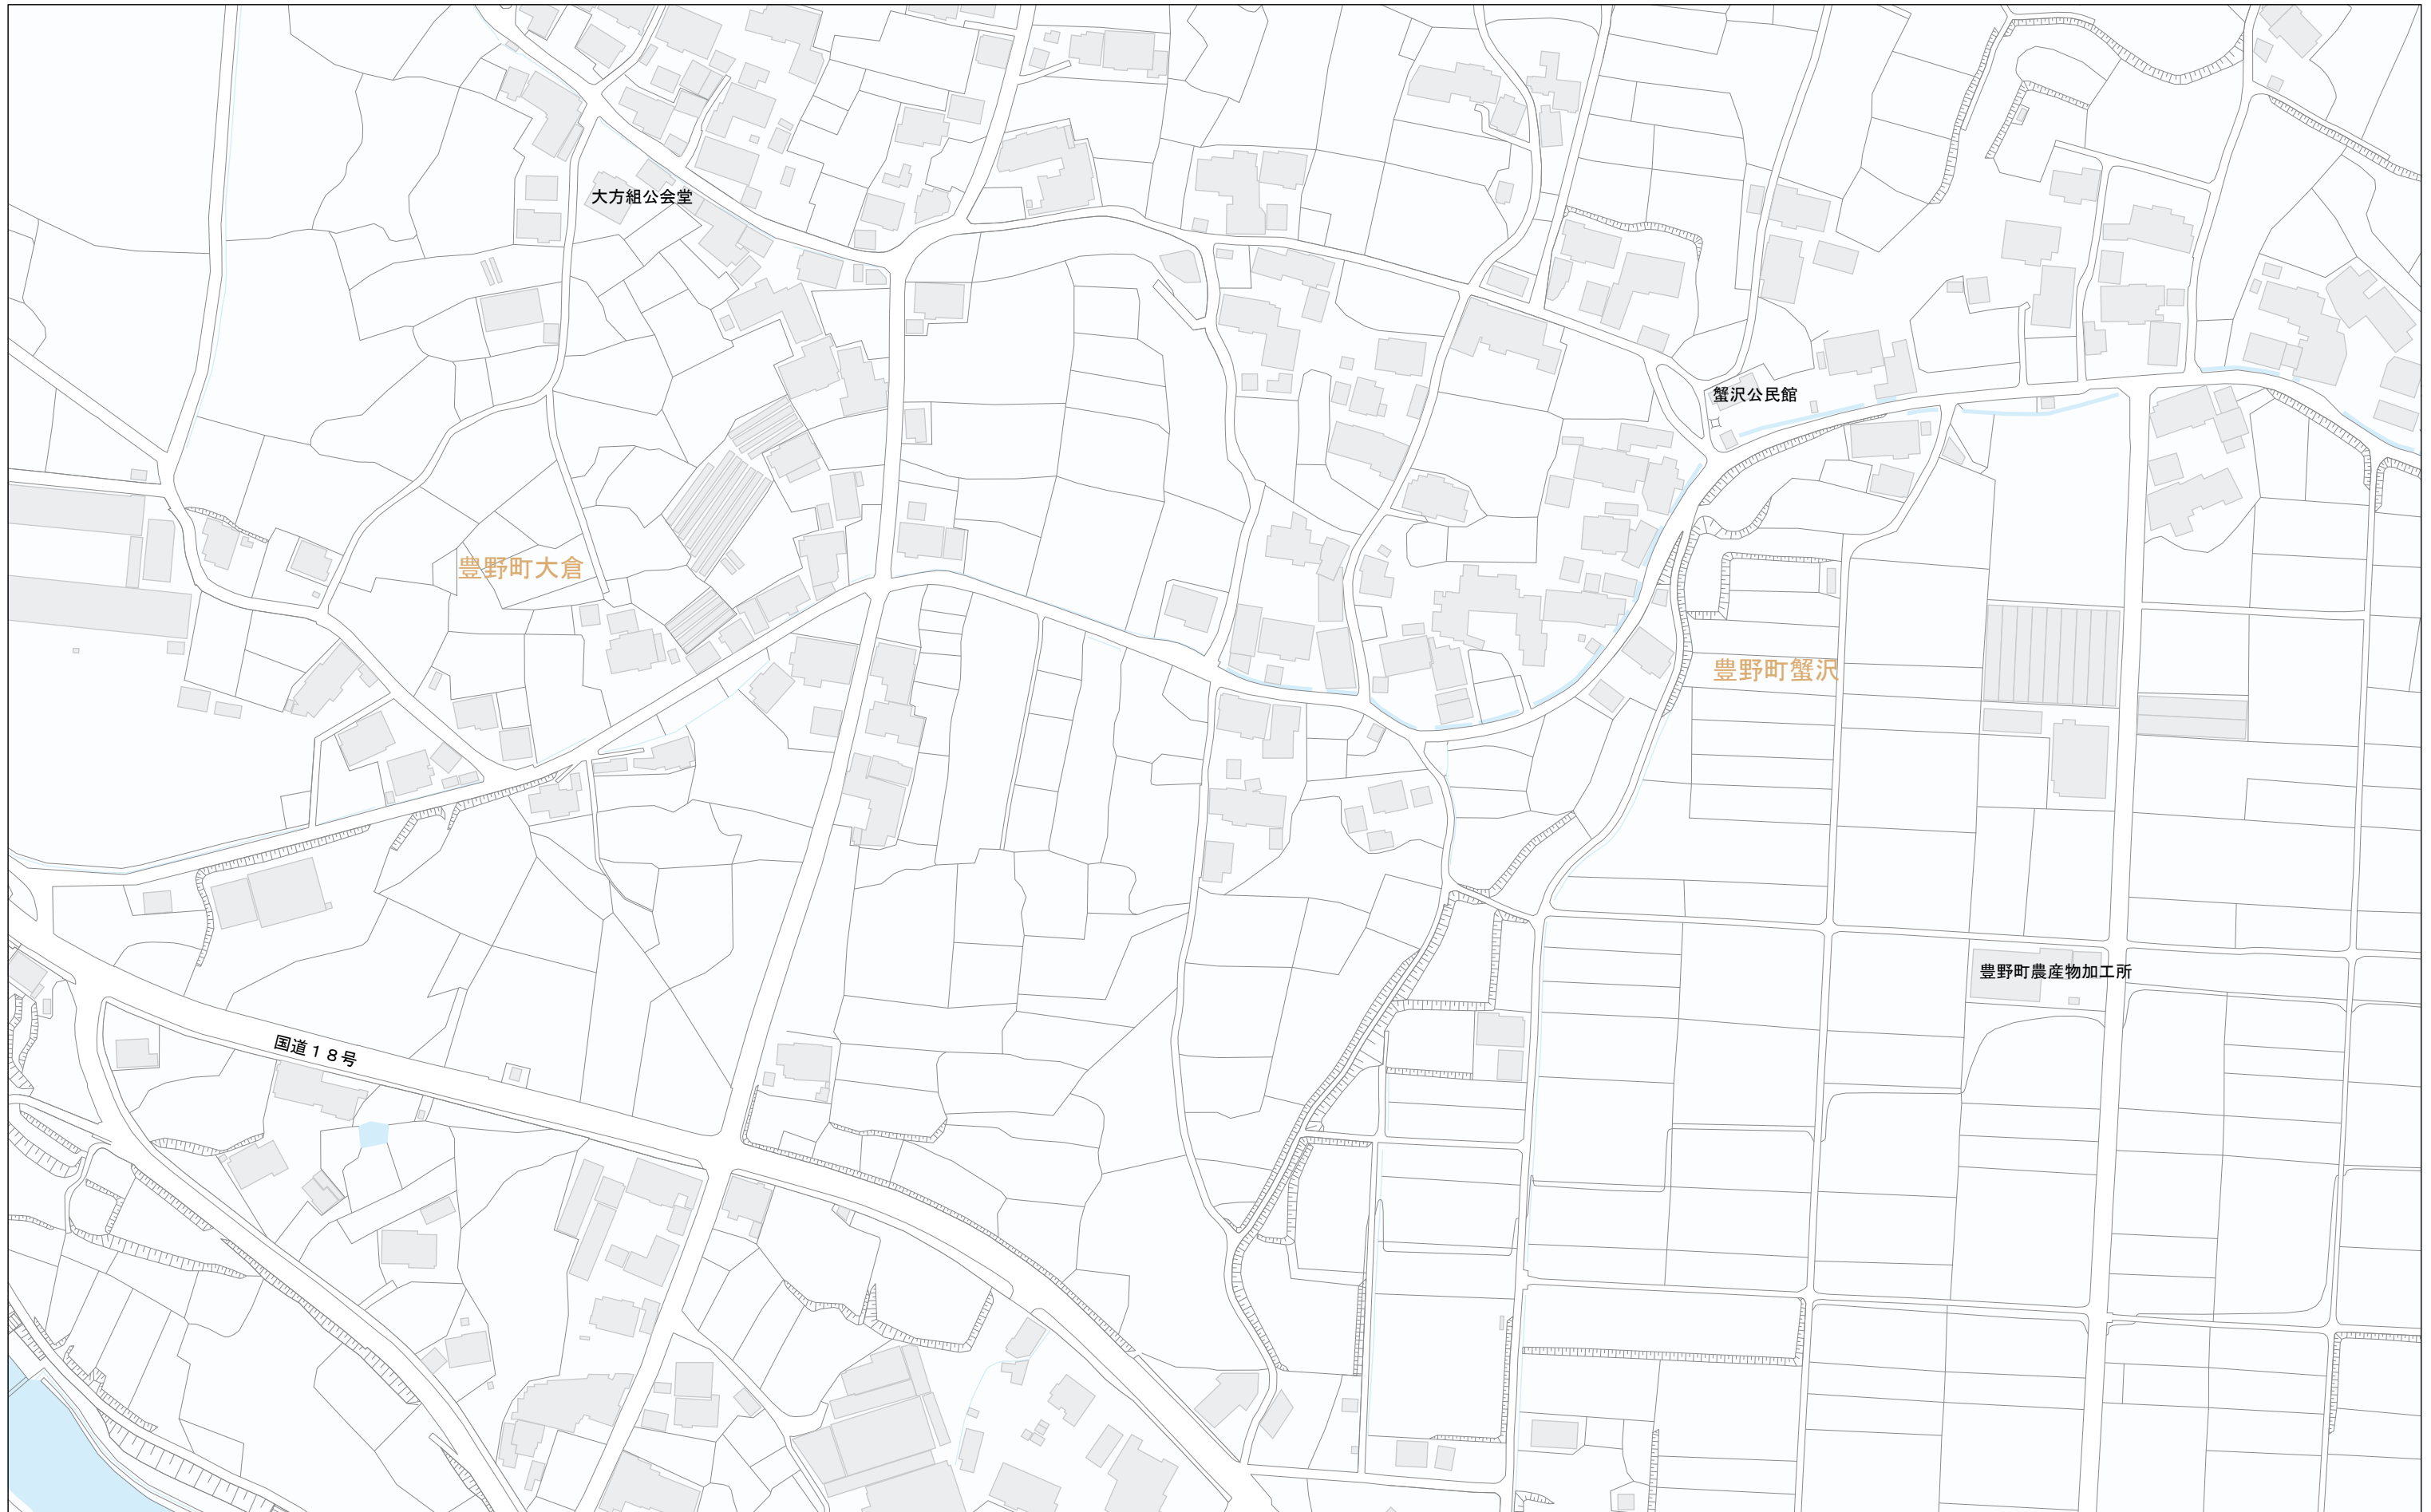 大方組公会堂
蟹沢公民館
豊野町大倉
豊野町蟹沢
豊野町農産物加工所
国道18号